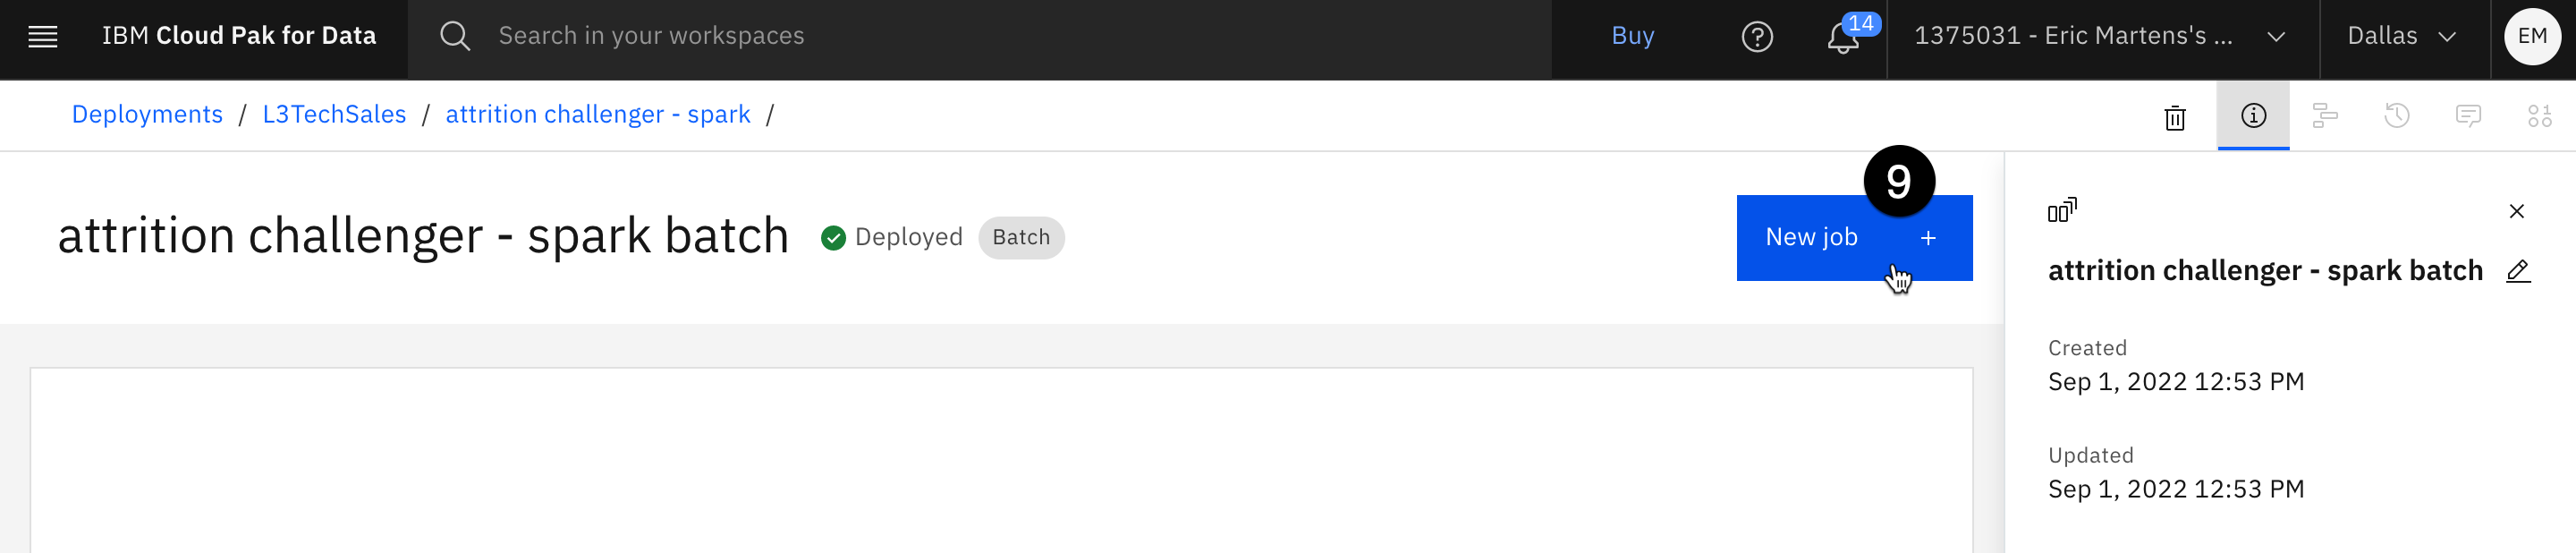 IBM Cloud Pak for Data
Search in your workspaces
Buy
14
1375031 - Eric Martens's ...
Dallas
EM
Deployments / L3TechSales / attrition challenger - spark /
9
attrition challenger - spark batch
Deployed
Batch
New job +
attrition challenger - spark batch
Created
Sep 1, 2022 12:53 PM
Updated
Sep 1, 2022 12:53 PM